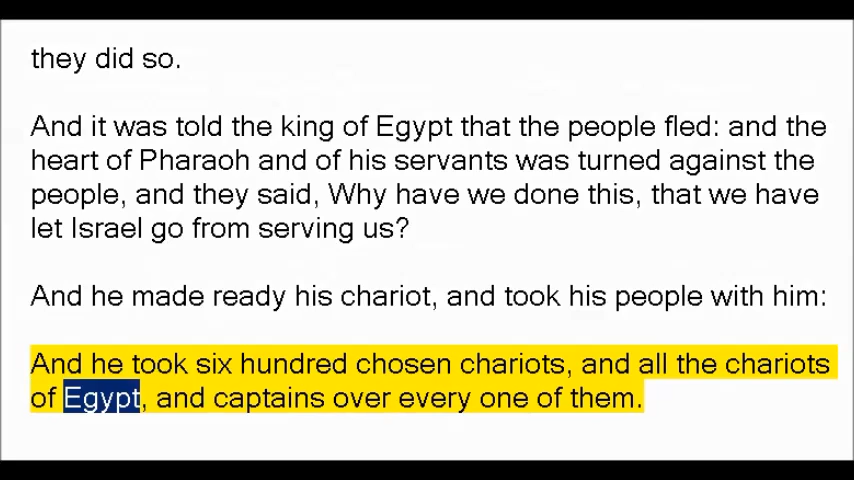 they did so.
And it was told the king of Egypt that the people fled: and the
heart of Pharaoh and of his servants was turned against the
people, and they said, Why have we done this, that we have
let Israel go from serving us?
And he made ready his chariot, and took his people with him:
And he took six hundred chosen chariots, and all the chariots
of Egypt, and captains over every one of them.